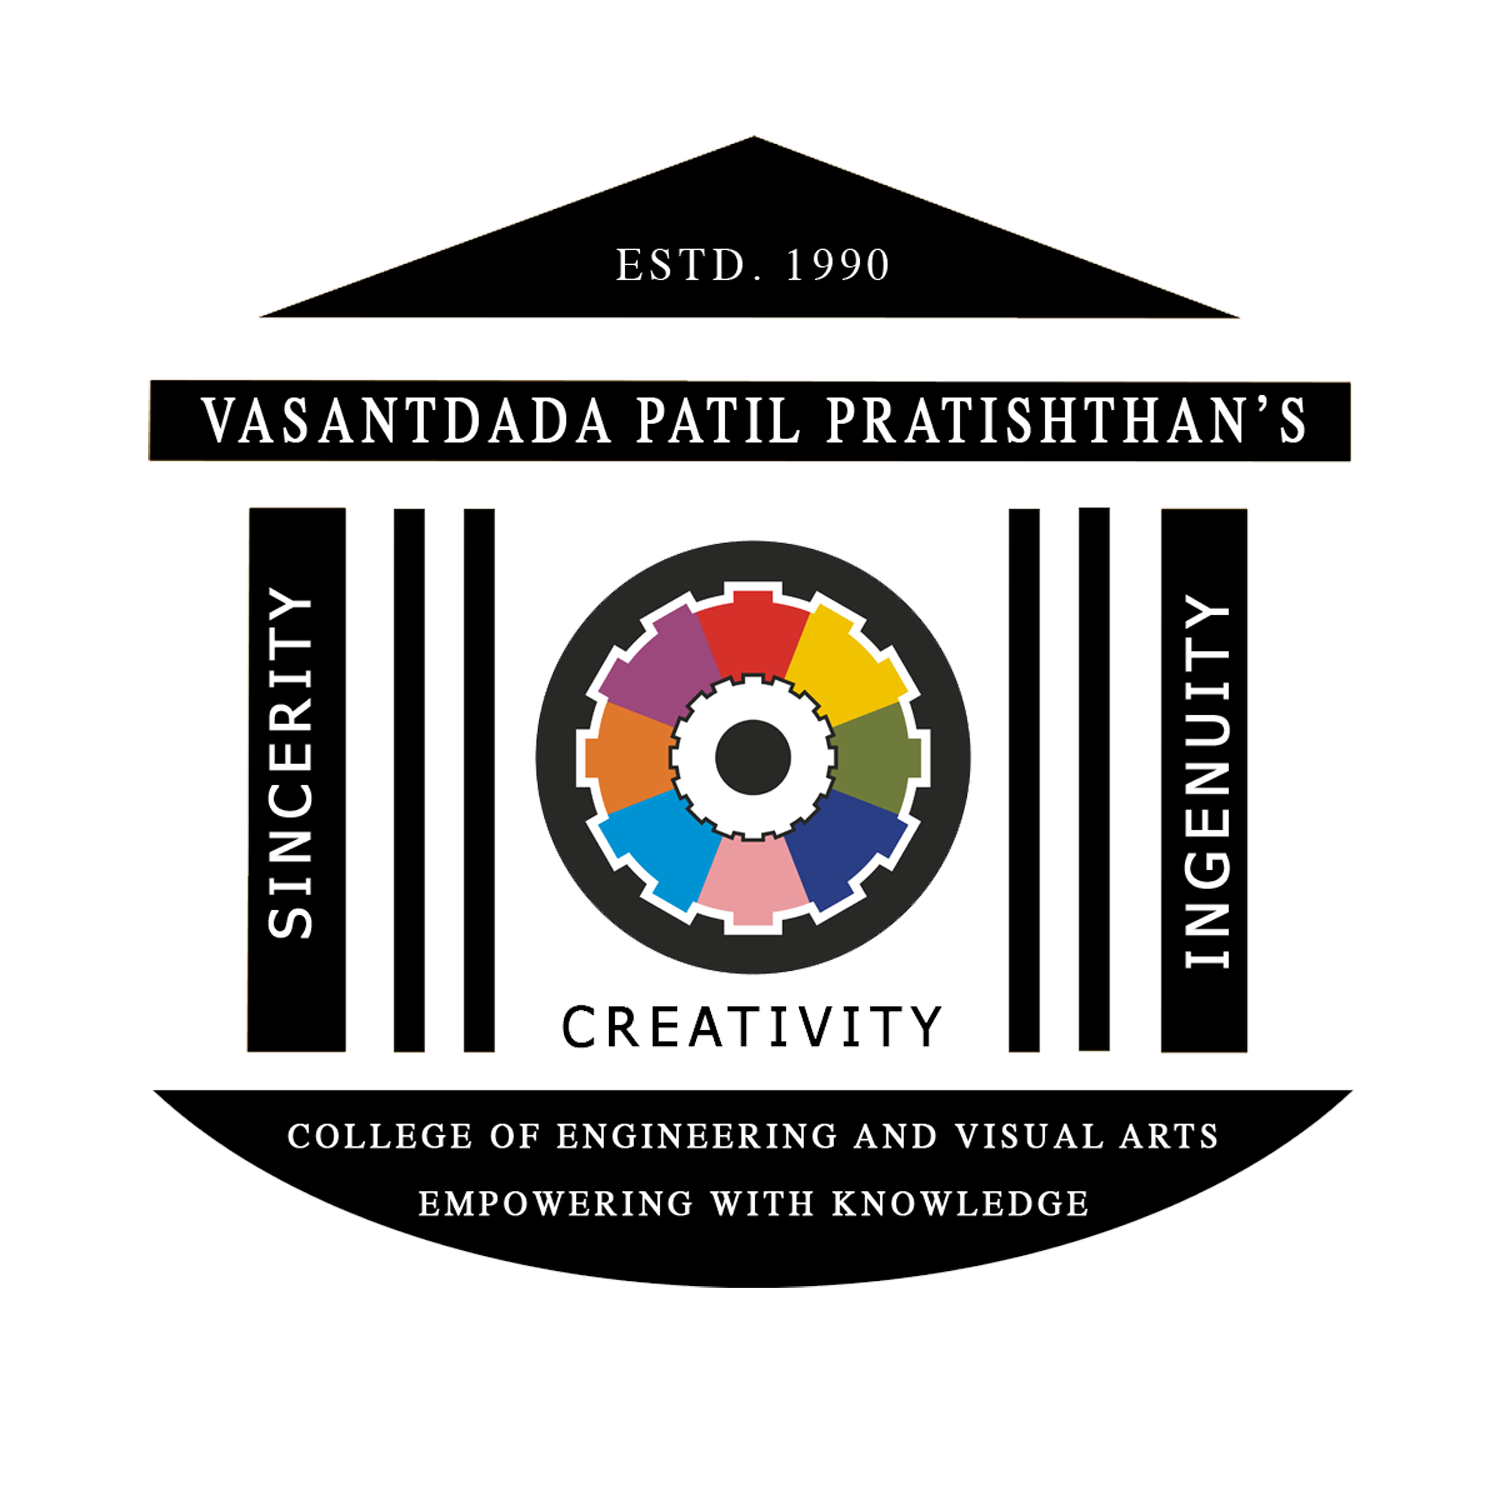 ESTD. 1990
VASANTDADA PATIL PRATISHTHAN’S
SINCERITY
INGENUITY
CREATIVITY
COLLEGE OF ENGINEERING AND VISUAL ARTS
EMPOWERING WITH KNOWLEDGE